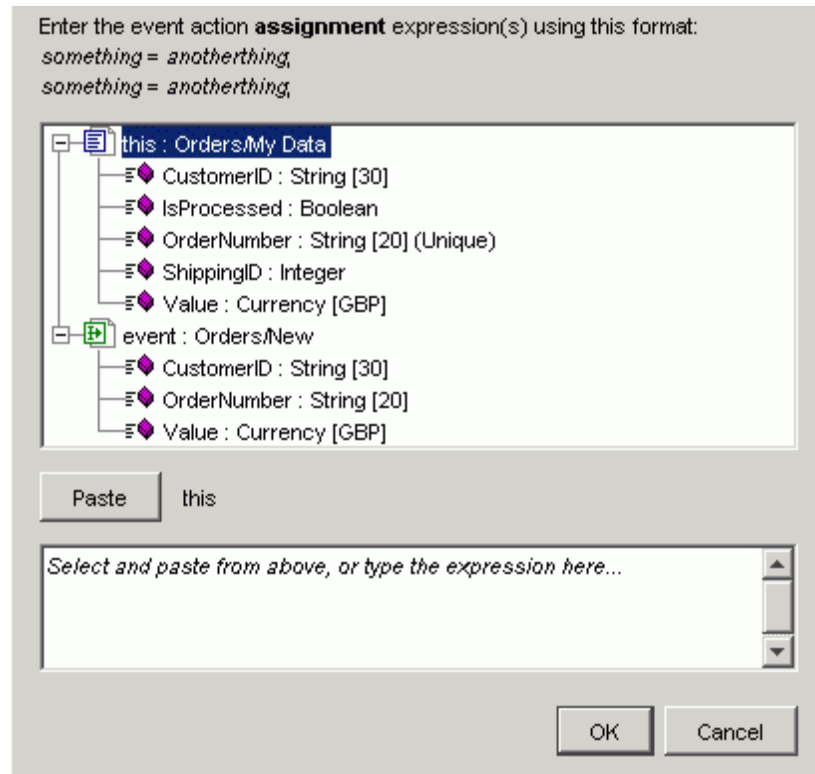 Enter the event action assignment expression(s) using this format:
something = anotherthing;
something = anotherthing;
this : Orders/My Data
CustomerID : String [30]
IsProcessed : Boolean
OrderNumber : String [20] (Unique)
ShippingID : Integer
Value : Currency [GBP]
event : Orders/New
CustomerID : String [30]
OrderNumber : String [20]
Value : Currency [GBP]
Paste this
Select and paste from above, or type the expression here...
OK Cancel